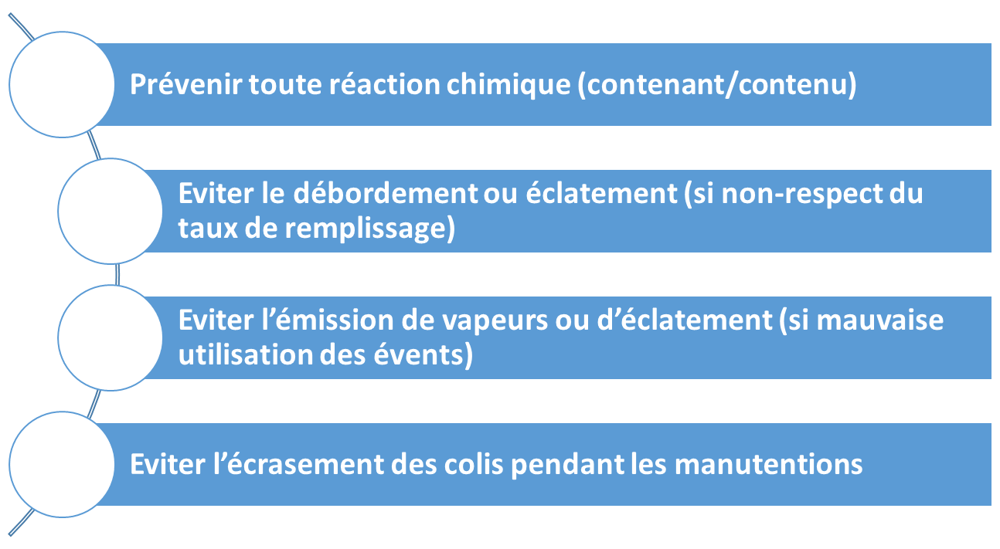 Prévenir toute réaction chimique (contenant/contenu)
Eviter le débordement ou éclatement (si non-respect du
taux de remplissage)
Eviter l’émission de vapeurs ou d’éclatement (si mauvaise
utilisation des évents)
Eviter l’écrasement des colis pendant les manutentions